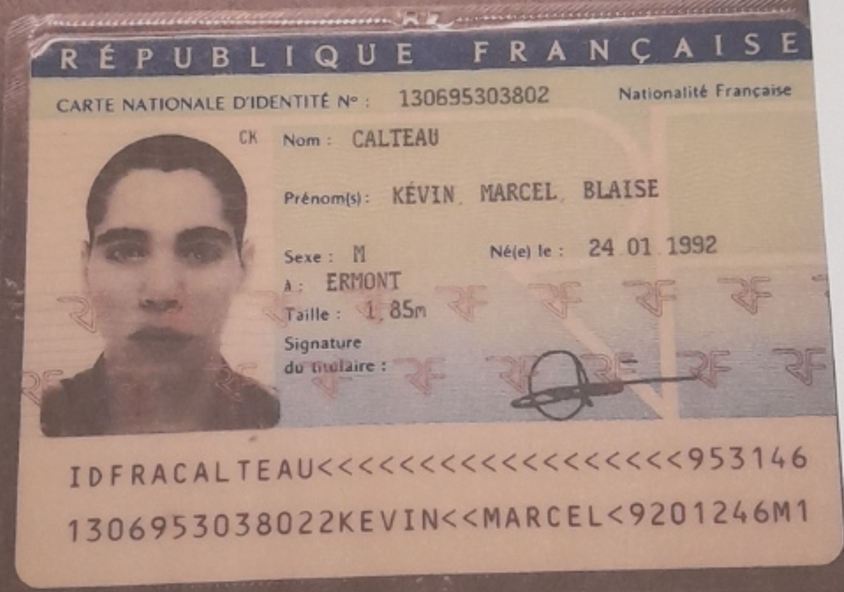 RÉPUBLIQUE FRANÇAISE
CARTE NATIONALE D'IDENTITÉ Nº : 130695303802 Nationalité Française
CK Nom : CALTEAU
Prénom(s) : KÉVIN, MARCEL, BLAISE
Sexe : M Né(e) le : 24.01.1992
À : ERMONT
Taille : 1,85m
Signature
du titulaire :
IDFRACALTEAU<<<<<<<<<<<<<<<<<<953146
1306953038022KEVIN<<MARCEL<9201246M1